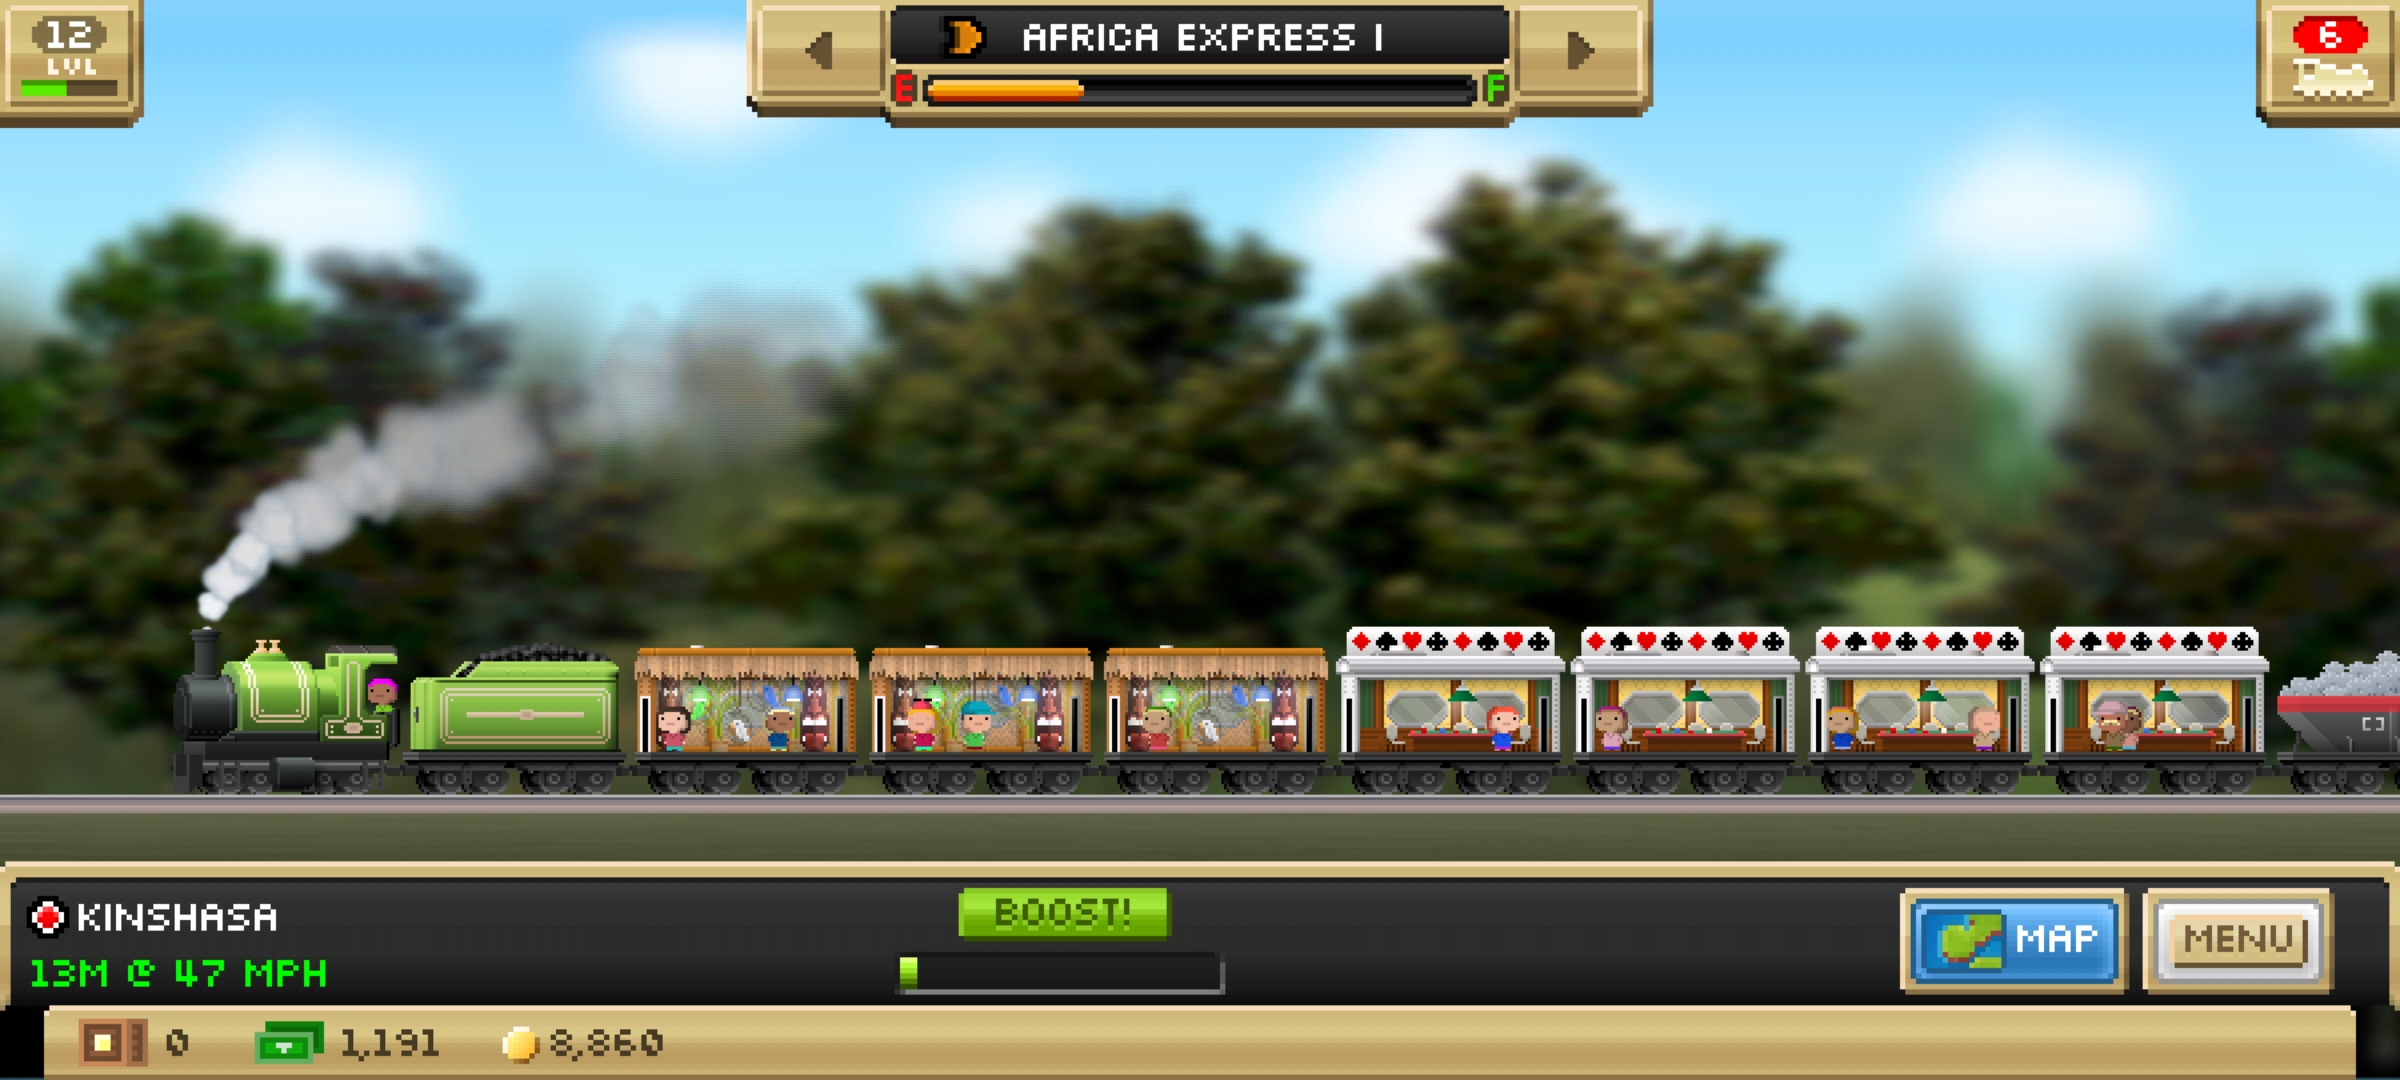 12
LVL
AFRICA EXPRESS I
E F
6
KINSHASA
13M @ 47 MPH
BOOST!
MAP
MENU
0
1,191
8,860